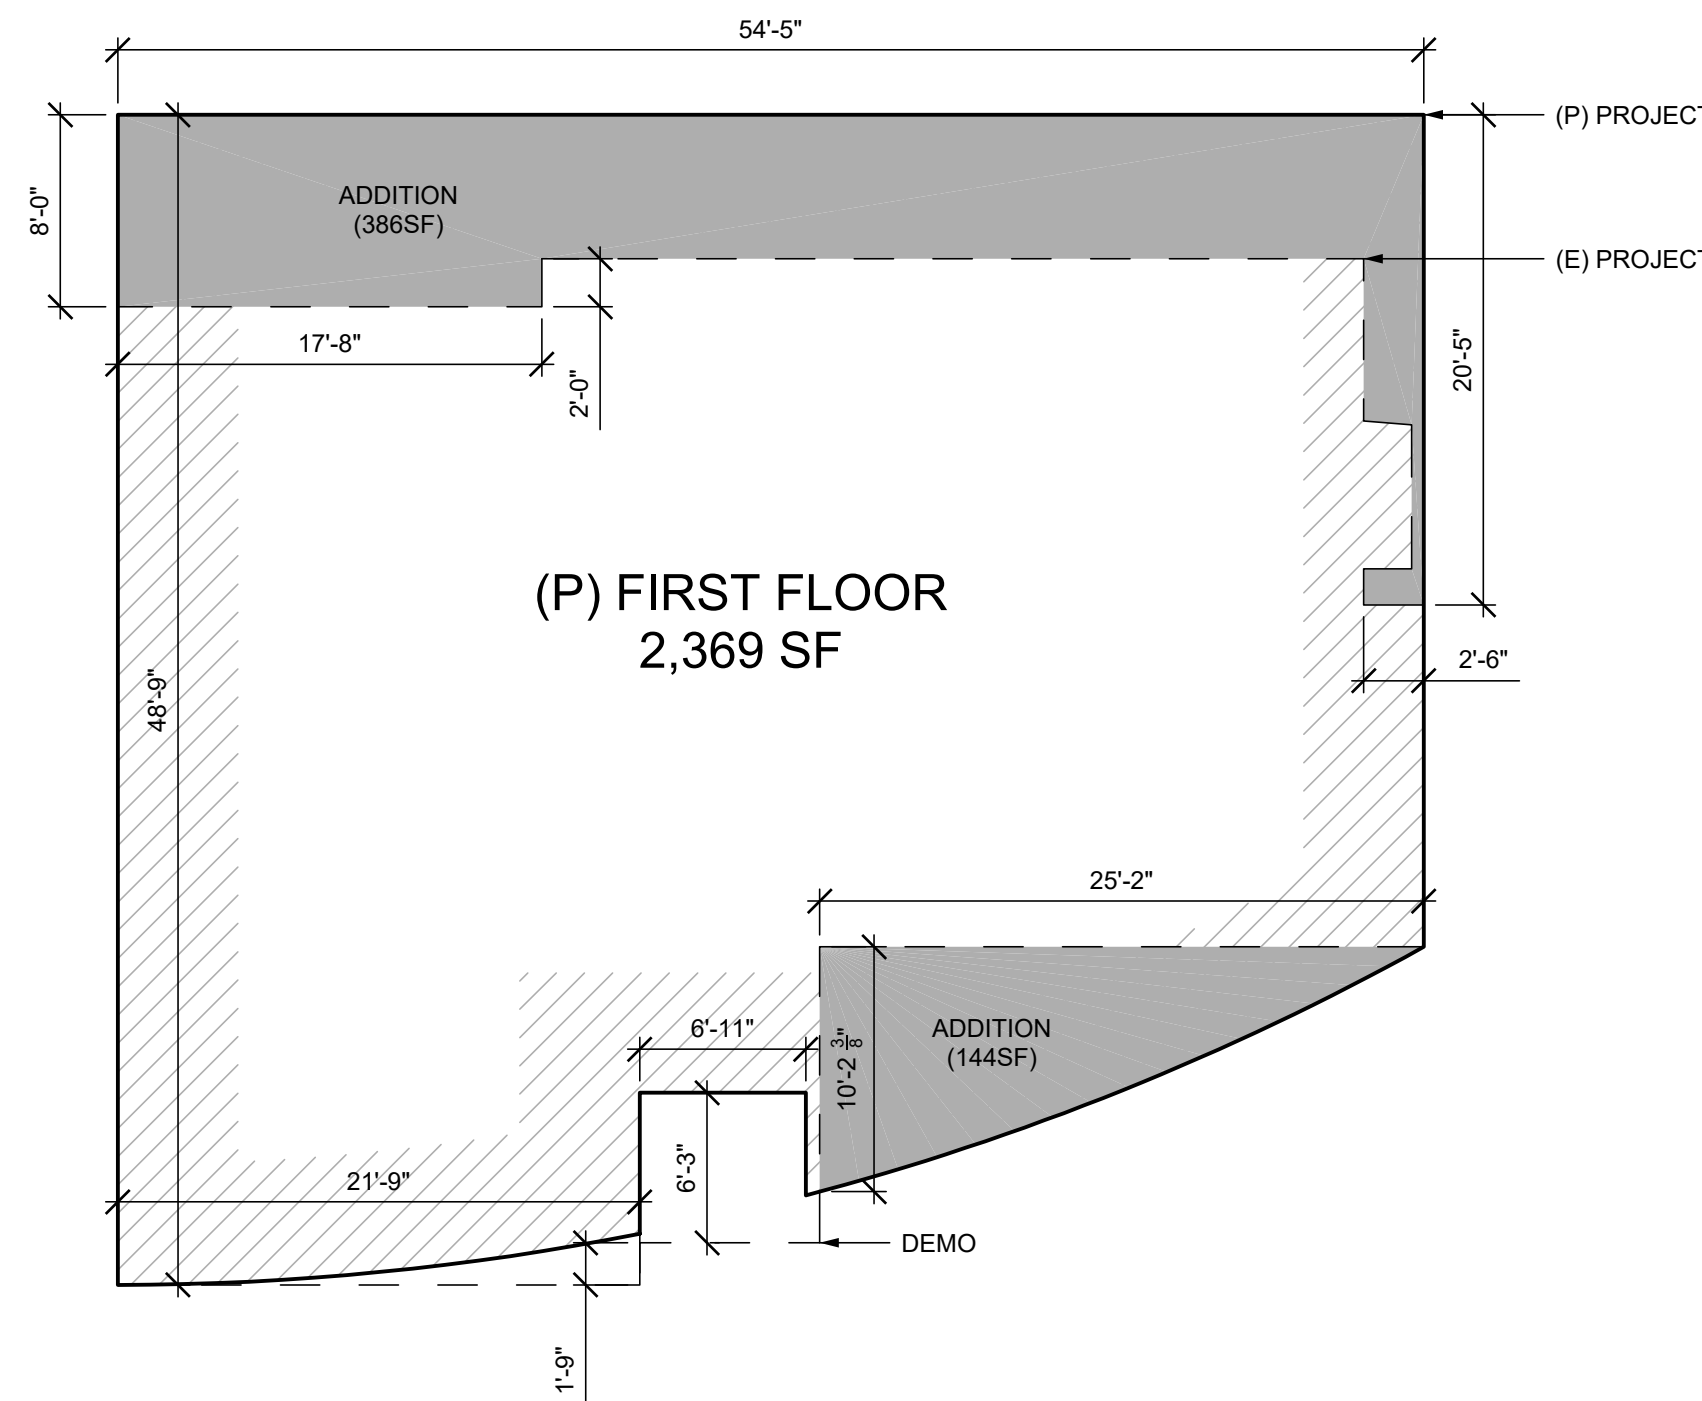 54'-5"
(P) PROJECT
8'-0"
ADDITION
(386SF)
(E) PROJECT
17'-8"
2'-0"
20'-5"
(P) FIRST FLOOR
2,369 SF
48'-9"
2'-6"
25'-2"
6'-11"
10'-2 3/8"
ADDITION
(144SF)
21'-9"
6'-3"
DEMO
1'-9"